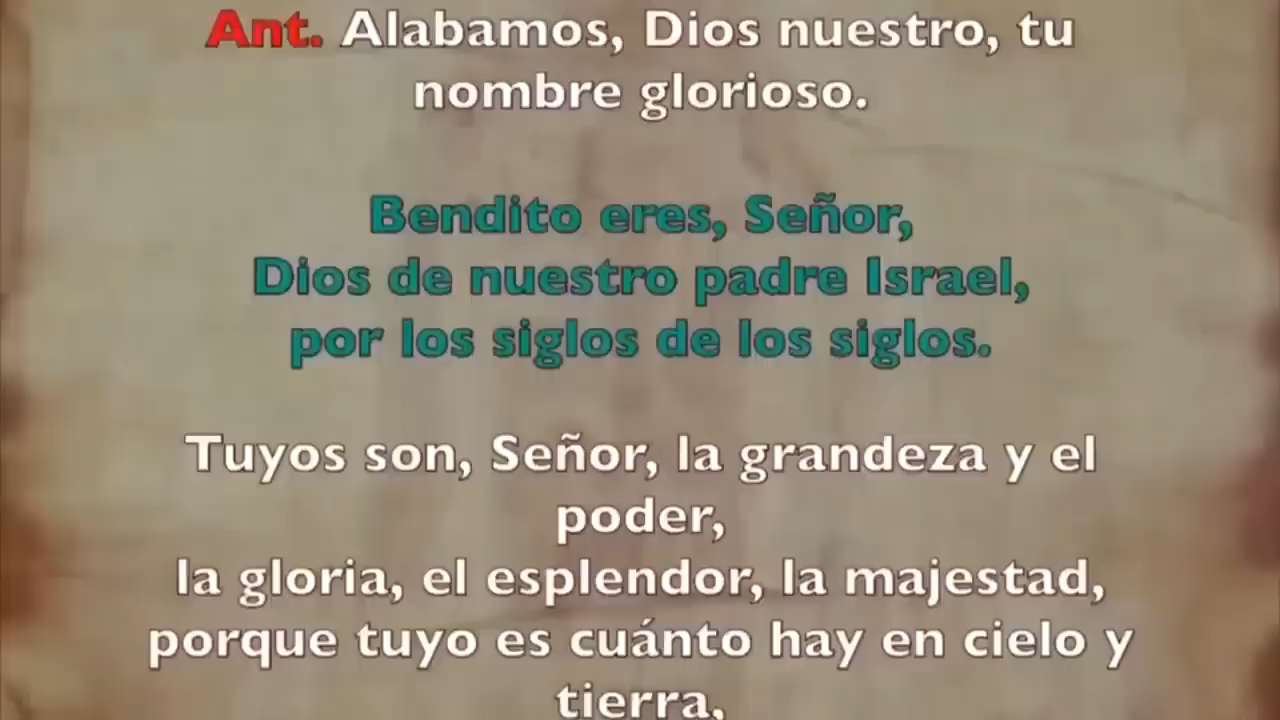 Ant. Alabamos, Dios nuestro, tu
nombre glorioso.
Bendito eres, Señor,
Dios de nuestro padre Israel,
por los siglos de los siglos.
Tuyos son, Señor, la grandeza y el
poder,
la gloria, el esplendor, la majestad,
porque tuyo es cuánto hay en cielo y
tierra,